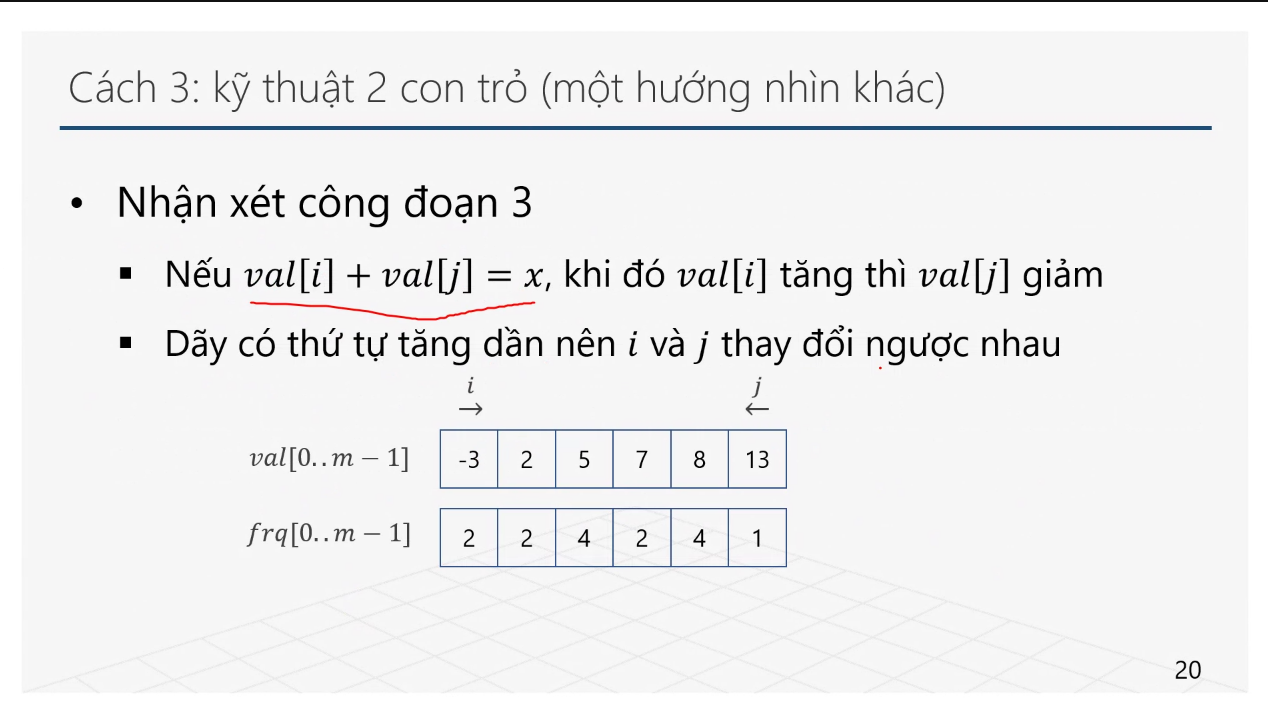 Cách 3: kỹ thuật 2 con trỏ (một hướng nhìn khác)
• Nhận xét công đoạn 3
▪ Nếu val[i] + val[j] = x, khi đó val[i] tăng thì val[j] giảm
▪ Dãy có thứ tự tăng dần nên i và j thay đổi ngược nhau
i j
→ ←
val[0..m − 1] -3 2 5 7 8 13
frq[0..m − 1] 2 2 4 2 4 1
20